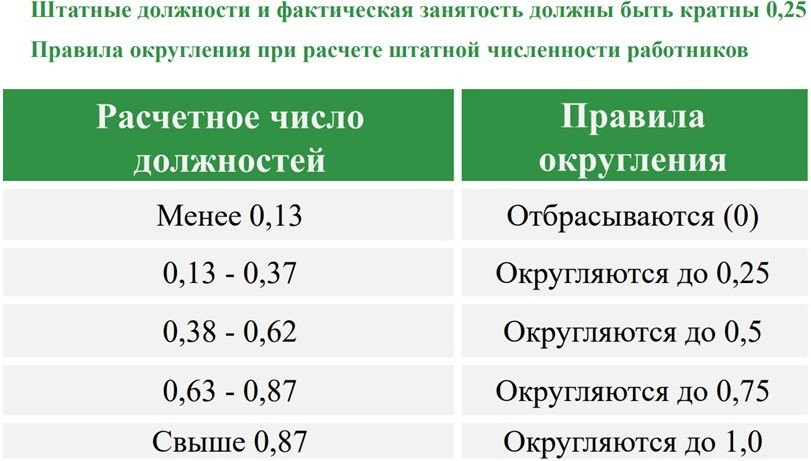 Штатные должности и фактическая занятость должны быть кратны 0,25
Правила округления при расчете штатной численности работников
Расчетное число
должностей
Правила
округления
Менее 0,13
Отбрасываются (0)
0,13 - 0,37
Округляются до 0,25
0,38 - 0,62
Округляются до 0,5
0,63 - 0,87
Округляются до 0,75
Свыше 0,87
Округляются до 1,0